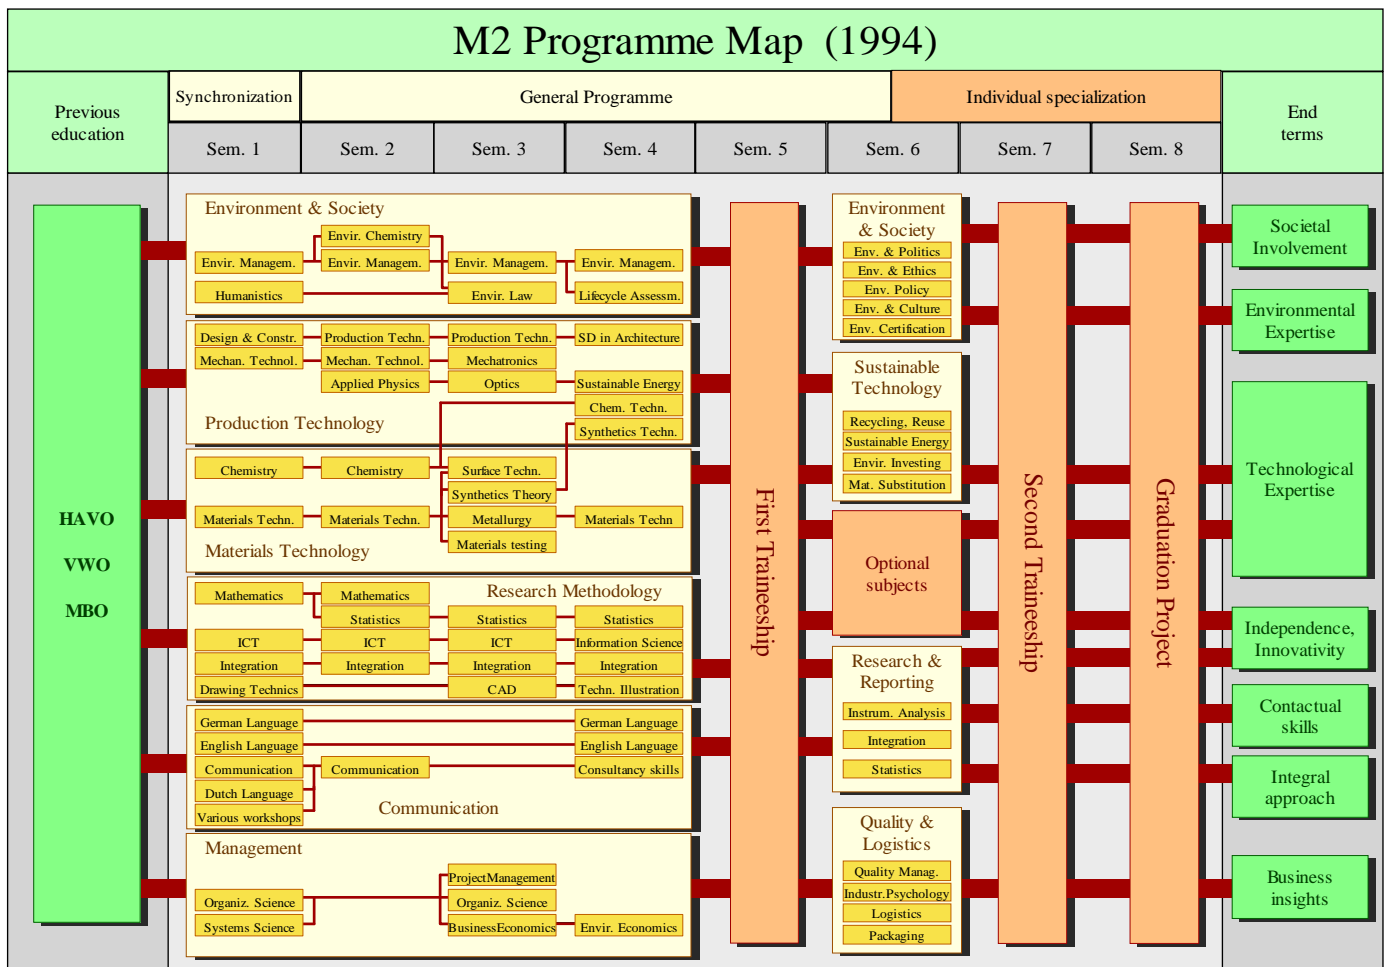 M2 Programme Map (1994)
Previous
education
Synchronization
General Programme
Individual specialization
End
terms
Sem. 1
Sem. 2
Sem. 3
Sem. 4
Sem. 5
Sem. 6
Sem. 7
Sem. 8
HAVO
VWO
MBO
Environment & Society
Envir. Chemistry
Envir. Managem.
Envir. Managem.
Envir. Managem.
Envir. Managem.
Humanistics
Envir. Law
Lifecycle Assessm.
Design & Constr.
Production Techn.
Production Techn.
SD in Architecture
Mechan. Technol.
Mechan. Technol.
Mechatronics
Applied Physics
Optics
Sustainable Energy
Chem. Techn.
Production Technology
Synthetics Techn.
Chemistry
Chemistry
Surface Techn.
Synthetics Theory
Materials Techn.
Materials Techn.
Metallurgy
Materials Techn
Materials testing
Materials Technology
Research Methodology
Mathematics
Mathematics
Statistics
Statistics
Statistics
ICT
ICT
ICT
Information Science
Integration
Integration
Integration
Integration
Drawing Technics
CAD
Techn. Illustration
German Language
German Language
English Language
English Language
Communication
Communication
Consultancy skills
Dutch Language
Various workshops
Communication
Management
ProjectManagement
Organiz. Science
Organiz. Science
Systems Science
BusinessEconomics
Envir. Economics
First Traineeship
Environment
& Society
Env. & Politics
Env. & Ethics
Env. Policy
Env. & Culture
Env. Certification
Sustainable
Technology
Recycling, Reuse
Sustainable Energy
Envir. Investing
Mat. Substitution
Optional
subjects
Research &
Reporting
Instrum. Analysis
Integration
Statistics
Quality &
Logistics
Quality Manag.
Industr.Psychology
Logistics
Packaging
Second Traineeship
Graduation Project
Societal
Involvement
Environmental
Expertise
Technological
Expertise
Independence,
Innovativity
Contactual
skills
Integral
approach
Business
insights